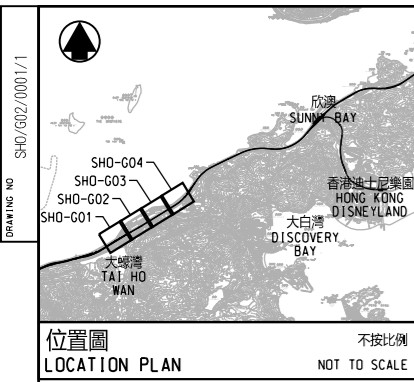 DRAWING NO
SHO/G02/0001/1
欣澳
SUNNY BAY
SHO-G04
SHO-G03
SHO-G02
SHO-G01
香港迪士尼樂園
HONG KONG
DISNEYLAND
大白灣
DISCOVERY
BAY
大蠔灣
TAI HO
WAN
位置圖
不按比例
LOCATION PLAN
NOT TO SCALE